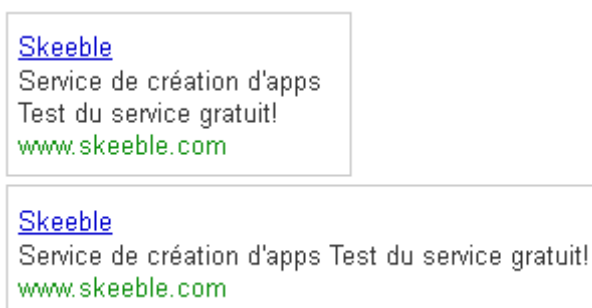 Skeeble
Service de création d'apps
Test du service gratuit!
www.skeeble.com
Skeeble
Service de création d'apps Test du service gratuit!
www.skeeble.com